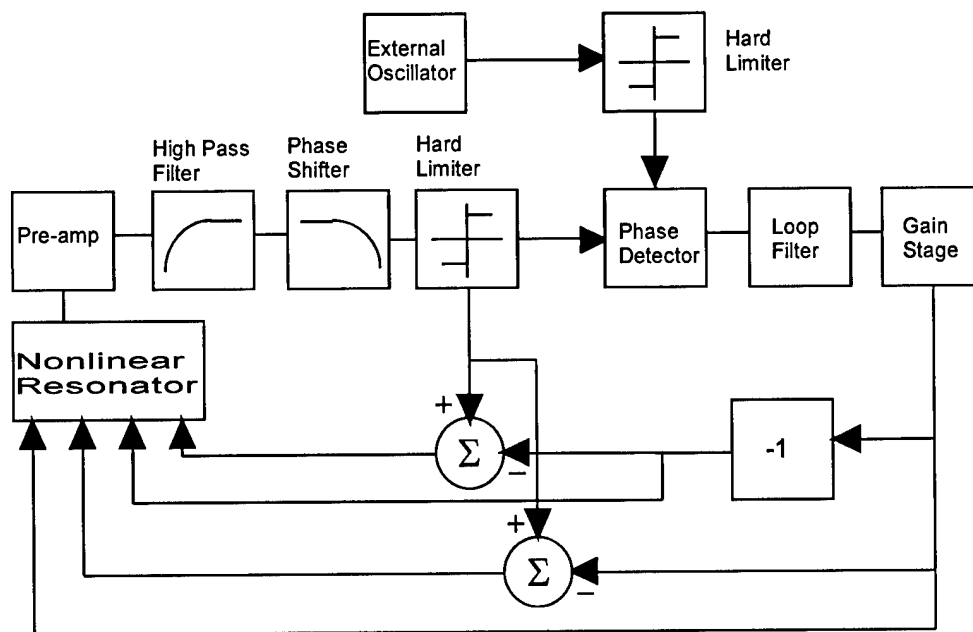 External
Oscillator
Hard
Limiter
High Pass
Filter
Phase
Shifter
Hard
Limiter
Pre-amp
Phase
Detector
Loop
Filter
Gain
Stage
Nonlinear
Resonator
+
Σ
−
-1
+
Σ
−